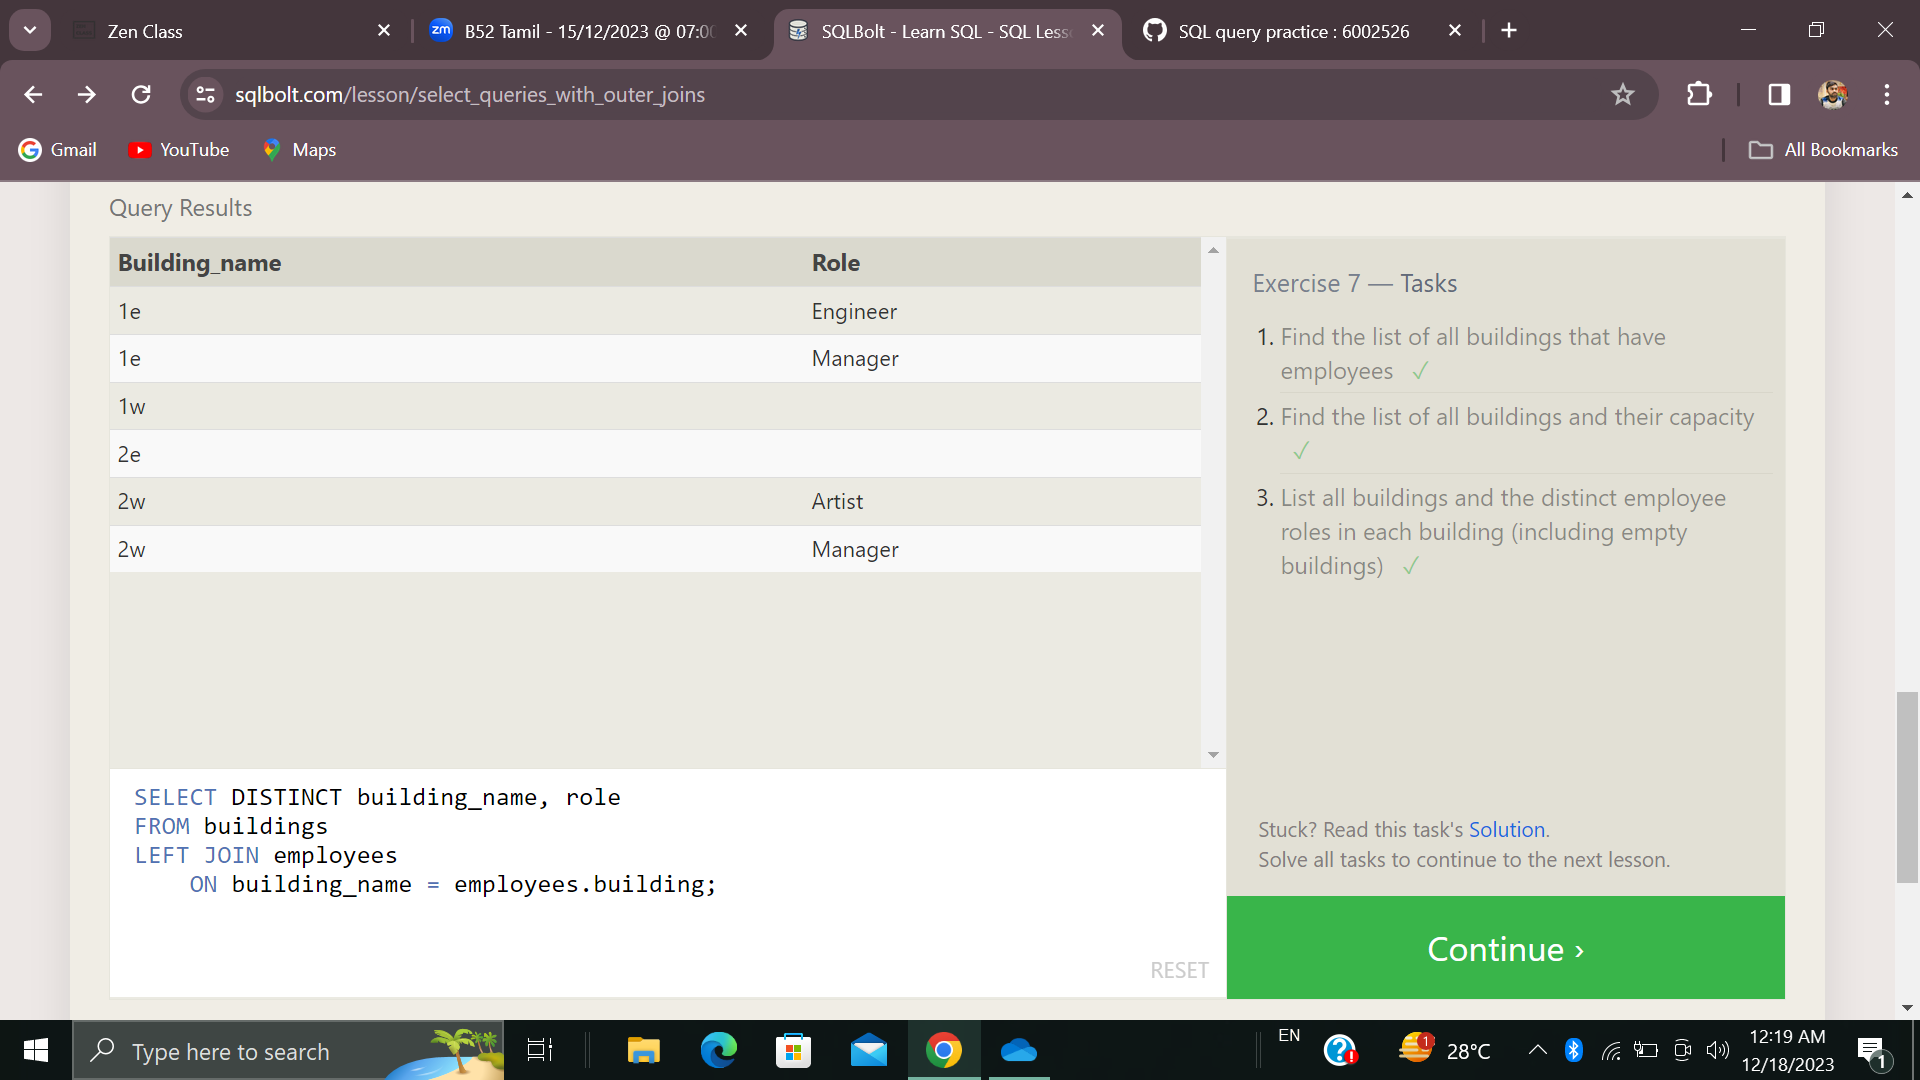 Zen Class
zm B52 Tamil - 15/12/2023 @ 07:00
SQLBolt - Learn SQL - SQL Less
SQL query practice : 6002526
sqlbolt.com/lesson/select_queries_with_outer_joins
Gmail
YouTube
Maps
All Bookmarks
Query Results
Building_name Role
1e Engineer
1e Manager
1w
2e
2w Artist
2w Manager
SELECT DISTINCT building_name, role
FROM buildings
LEFT JOIN employees
ON building_name = employees.building;
RESET
Exercise 7 — Tasks
1. Find the list of all buildings that have
employees ✓
2. Find the list of all buildings and their capacity
✓
3. List all buildings and the distinct employee
roles in each building (including empty
buildings) ✓
Stuck? Read this task's Solution.
Solve all tasks to continue to the next lesson.
Continue ›
Type here to search
EN
1
28°C
12:19 AM
12/18/2023
1